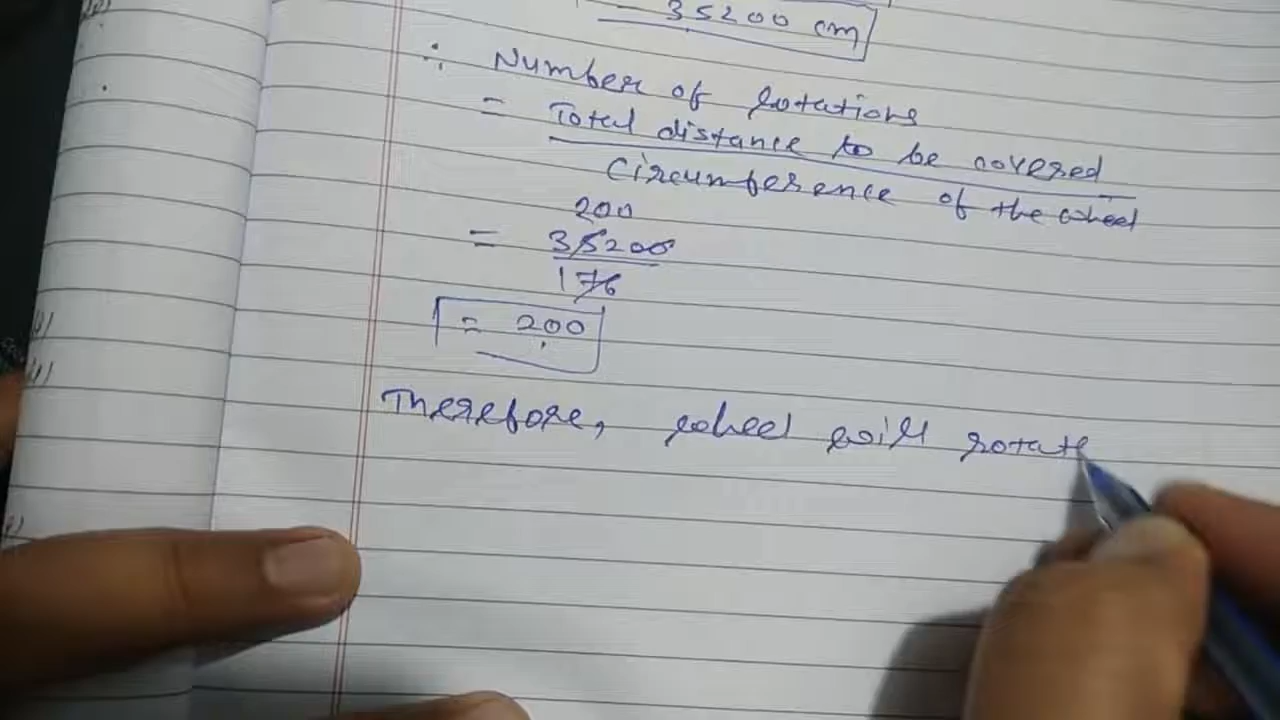 = 35200 cm
∴ Number of rotations
= Total distance to be covered
Circumference of the wheel
200
= 35200
176
= 200
Therefore, wheel will rotate